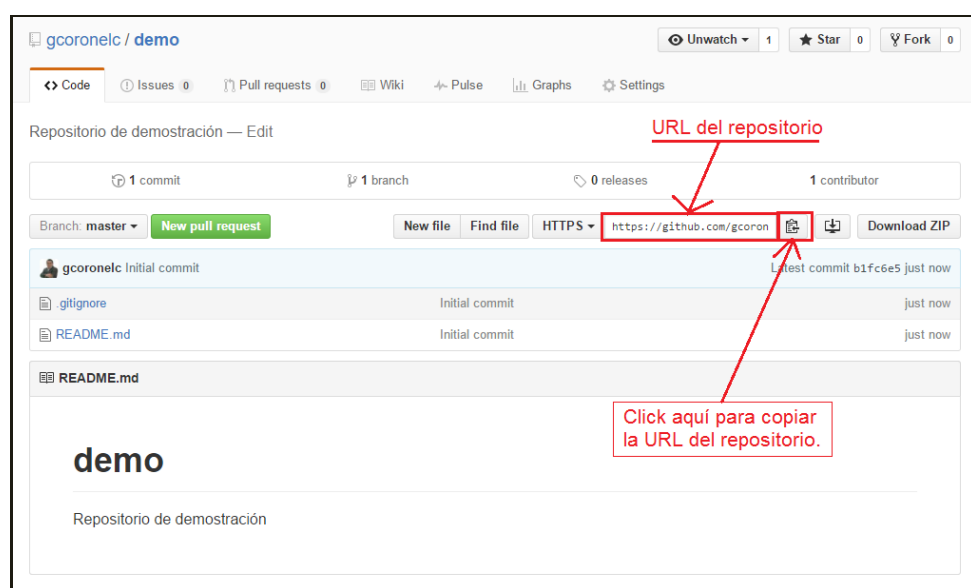 gcoronelc / demo
Unwatch 1 Star 0 Fork 0
Code Issues 0 Pull requests 0 Wiki Pulse Graphs Settings
Repositorio de demostración — Edit
URL del repositorio
1 commit 1 branch 0 releases 1 contributor
Branch: master New pull request New file Find file HTTPS https://github.com/gcoron Download ZIP
gcoronelc Initial commit Latest commit b1fc6e5 just now
.gitignore Initial commit just now
README.md Initial commit just now
README.md
Click aquí para copiar
la URL del repositorio.
demo
Repositorio de demostración